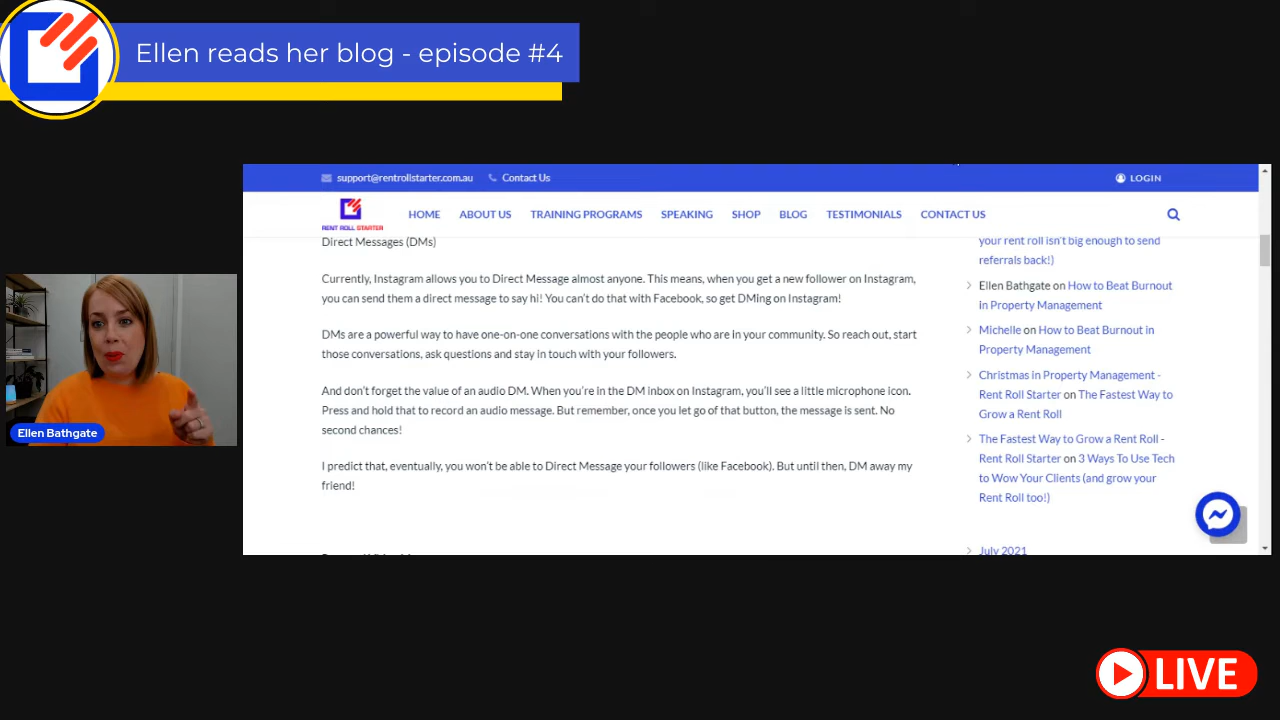 Ellen reads her blog - episode #4
support@rentrollstarter.com.au
Contact Us
LOGIN
RENT ROLL STARTER
HOME
ABOUT US
TRAINING PROGRAMS
SPEAKING
SHOP
BLOG
TESTIMONIALS
CONTACT US
Direct Messages (DMs)
Currently, Instagram allows you to Direct Message almost anyone. This means, when you get a new follower on Instagram,
you can send them a direct message to say hi! You can't do that with Facebook, so get DMing on Instagram!
DMs are a powerful way to have one-on-one conversations with the people who are in your community. So reach out, start
those conversations, ask questions and stay in touch with your followers.
And don't forget the value of an audio DM. When you're in the DM inbox on Instagram, you'll see a little microphone icon.
Press and hold that to record an audio message. But remember, once you let go of that button, the message is sent. No
second chances!
I predict that, eventually, you won't be able to Direct Message your followers (like Facebook). But until then, DM away my
friend!
your rent roll isn't big enough to send
referrals back!)
Ellen Bathgate on How to Beat Burnout
in Property Management
Michelle on How to Beat Burnout in
Property Management
Christmas in Property Management -
Rent Roll Starter on The Fastest Way to
Grow a Rent Roll
The Fastest Way to Grow a Rent Roll -
Rent Roll Starter on 3 Ways To Use Tech
to Wow Your Clients (and grow your
Rent Roll too!)
July 2021
Ellen Bathgate
LIVE